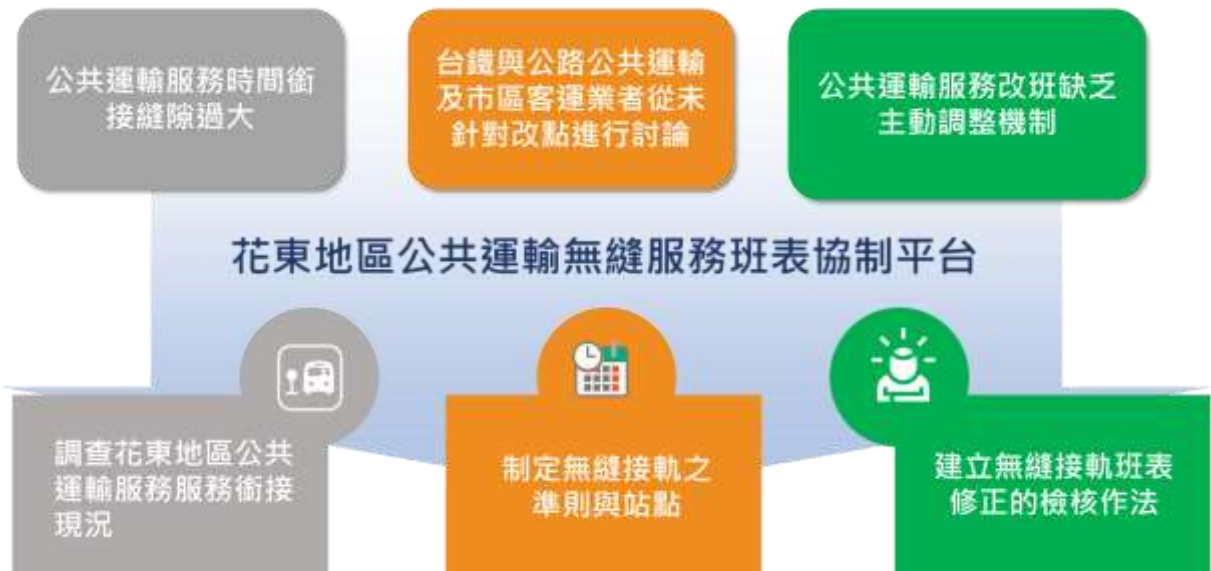 公共運輸服務時間銜
接縫隙過大
台鐵與公路公共運輸
及市區客運業者從未
針對改點進行討論
公共運輸服務改班缺乏
主動調整機制
花東地區公共運輸無縫服務班表協制平台
調查花東地區公共
運輸服務服務銜接
現況
制定無縫接軌之
準則與站點
建立無縫接軌班表
修正的檢核作法